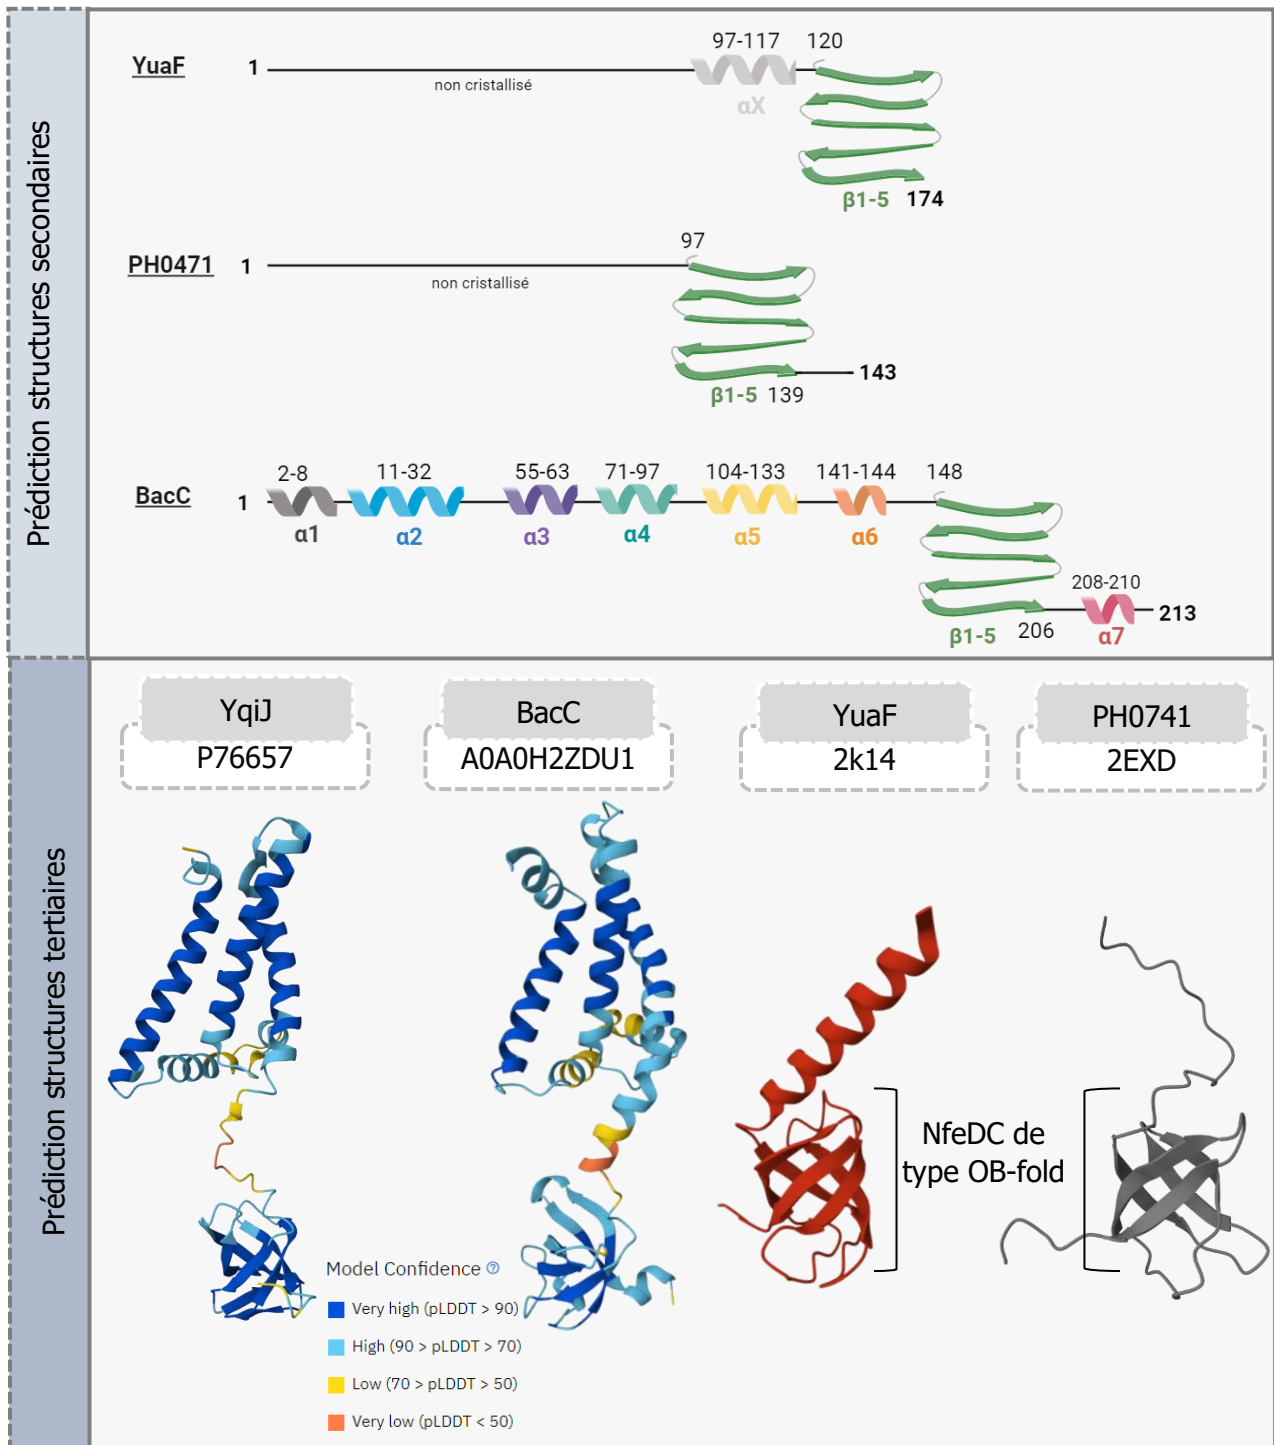 Prédiction structures secondaires
YuaF
1
97-117
120
non cristallisé
αX
β1-5
174
PH0471
1
97
non cristallisé
143
β1-5
139
BacC
1
2-8
11-32
55-63
71-97
104-133
141-144
148
α1
α2
α3
α4
α5
α6
208-210
213
β1-5
206
α7
Prédiction structures tertiaires
YqiJ
P76657
BacC
A0A0H2ZDU1
YuaF
2k14
PH0741
2EXD
NfeDC de
type OB-fold
Model Confidence ?
Very high (pLDDT > 90)
High (90 > pLDDT > 70)
Low (70 > pLDDT > 50)
Very low (pLDDT < 50)